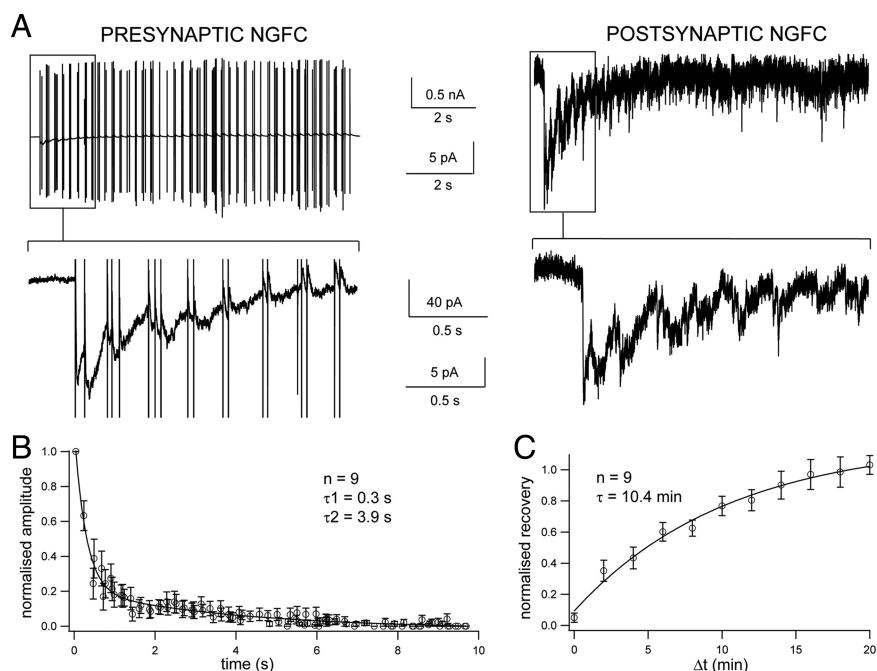 A
PRESYNAPTIC NGFC
POSTSYNAPTIC NGFC
0.5 nA
2 s
5 pA
2 s
40 pA
0.5 s
5 pA
0.5 s
B
normalised amplitude
1.0
0.8
0.6
0.4
0.2
0.0
n = 9
τ1 = 0.3 s
τ2 = 3.9 s
0
2
4
6
8
10
time (s)
C
normalised recovery
1.0
0.8
0.6
0.4
0.2
0.0
n = 9
τ = 10.4 min
0
5
10
15
20
Δt (min)